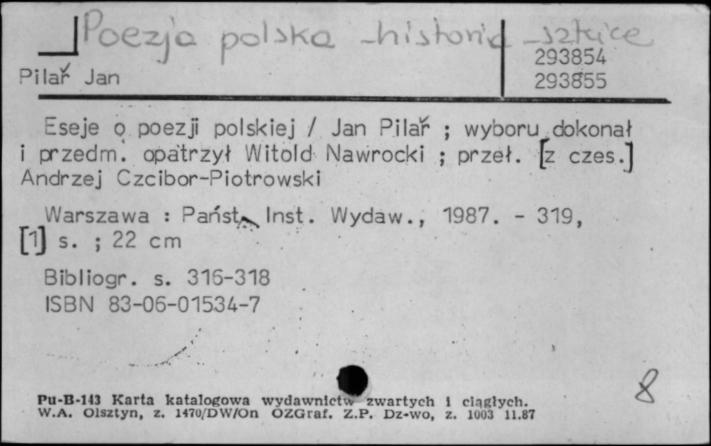 Poezja polska - historia - szkice
293854
Pilař Jan
293855
Eseje o poezji polskiej / Jan Pilař ; wyboru dokonał
i przedm. opatrzył Witold Nawrocki ; przeł. [z czes.]
Andrzej Czcibor-Piotrowski
Warszawa : Państ. Inst. Wydaw., 1987. - 319,
[1] s. ; 22 cm
Bibliogr. s. 316-318
ISBN 83-06-01534-7
8
Pu-B-143 Karta katalogowa wydawnictw zwartych i ciągłych.
W.A. Olsztyn, z. 1470/DW/On OZGraf. Z.P. Dz-wo, z. 1003 11.87